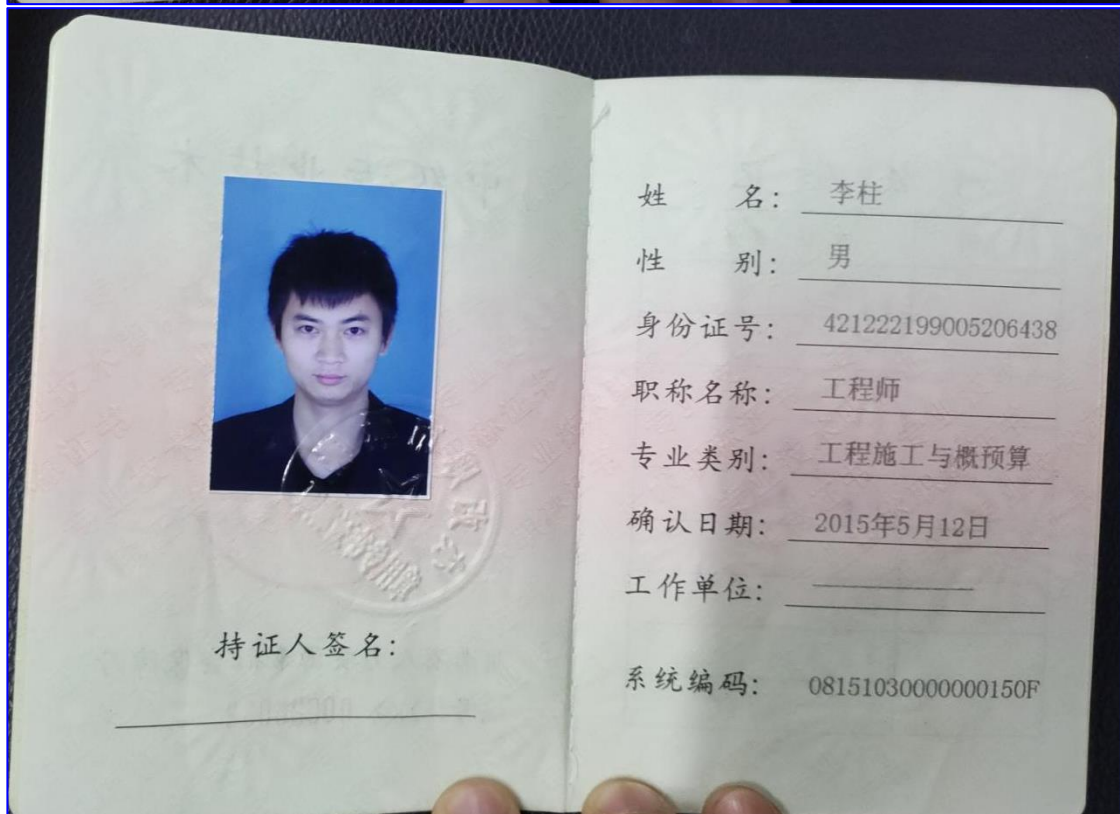 持证人签名:
姓 名: 李柱
性 别: 男
身份证号: 421222199005206438
职称名称: 工程师
专业类别: 工程施工与概预算
确认日期: 2015年5月12日
工作单位:
系统编码: 08151030000000150F